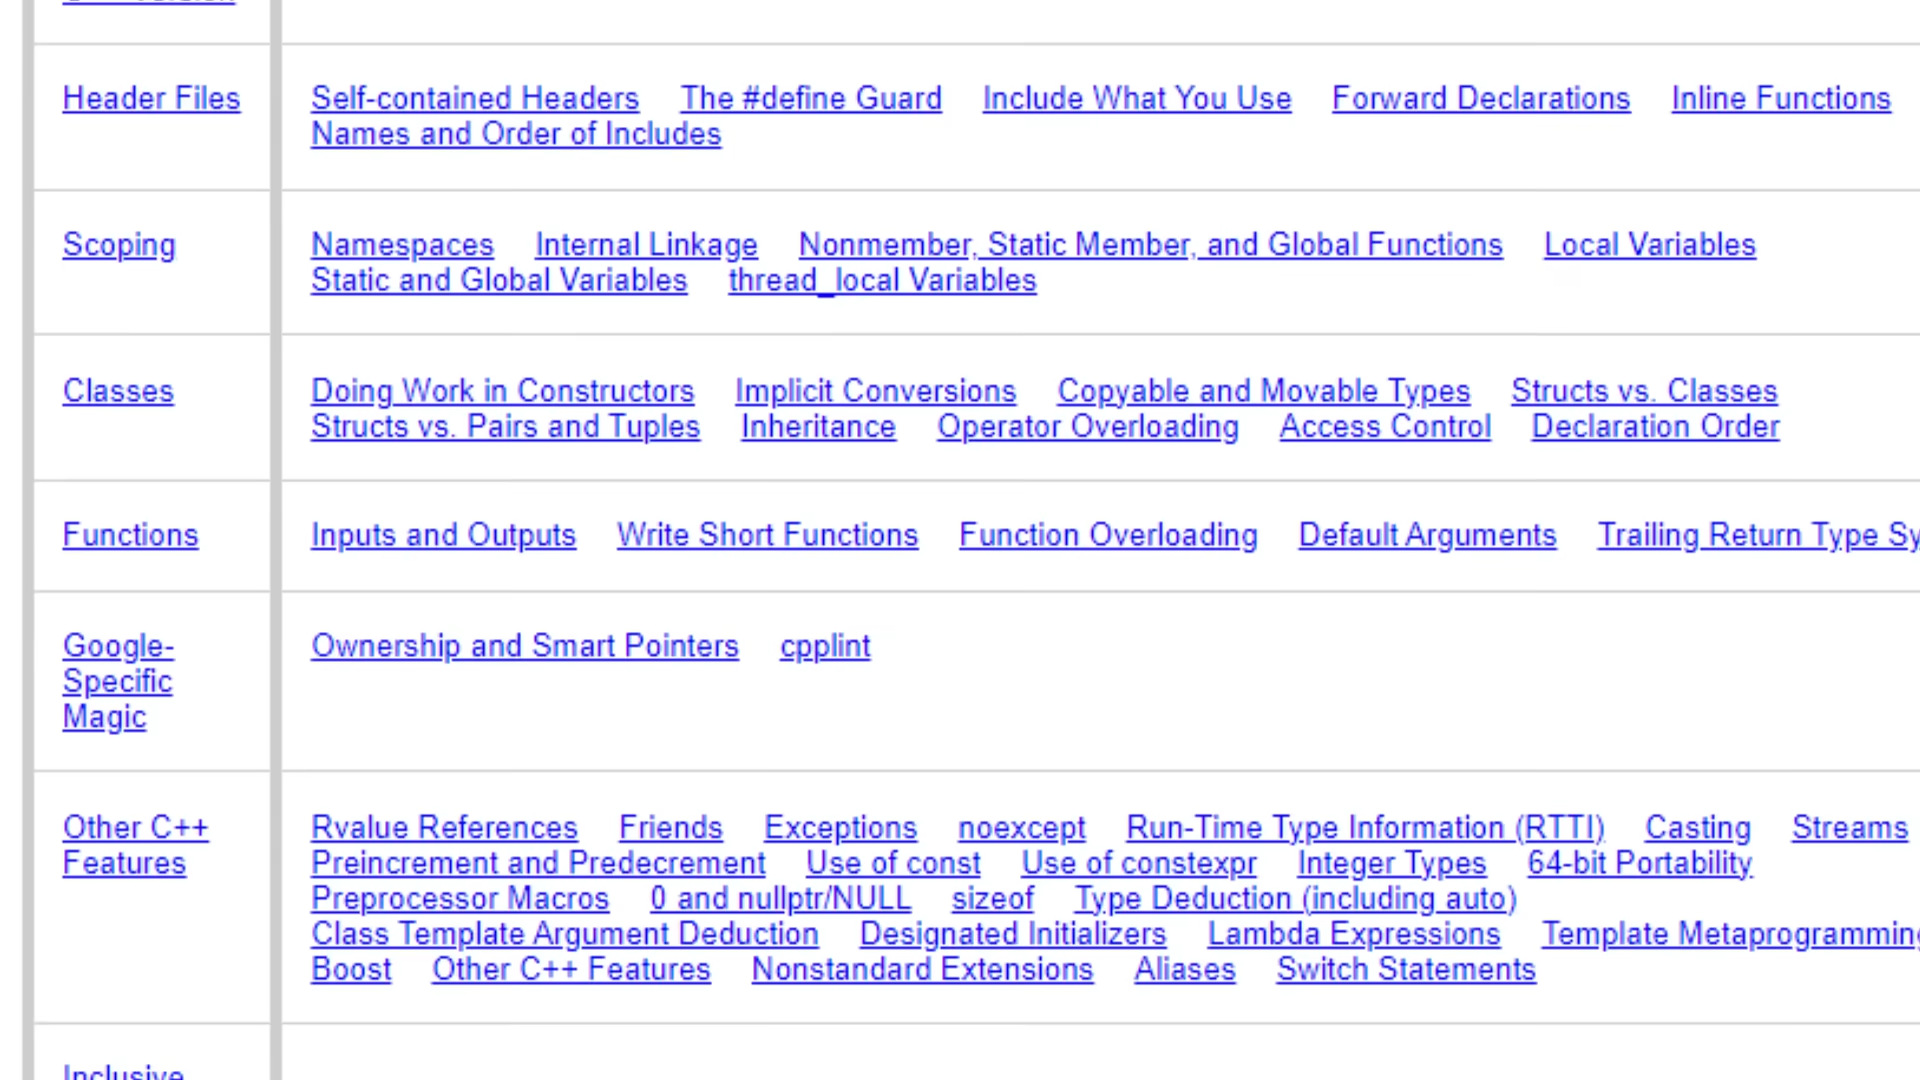 Header Files
Self-contained Headers The #define Guard Include What You Use Forward Declarations Inline Functions
Names and Order of Includes
Scoping
Namespaces Internal Linkage Nonmember, Static Member, and Global Functions Local Variables
Static and Global Variables thread_local Variables
Classes
Doing Work in Constructors Implicit Conversions Copyable and Movable Types Structs vs. Classes
Structs vs. Pairs and Tuples Inheritance Operator Overloading Access Control Declaration Order
Functions
Inputs and Outputs Write Short Functions Function Overloading Default Arguments Trailing Return Type Sy
Google-
Specific
Magic
Ownership and Smart Pointers cpplint
Other C++
Features
Rvalue References Friends Exceptions noexcept Run-Time Type Information (RTTI) Casting Streams
Preincrement and Predecrement Use of const Use of constexpr Integer Types 64-bit Portability
Preprocessor Macros 0 and nullptr/NULL sizeof Type Deduction (including auto)
Class Template Argument Deduction Designated Initializers Lambda Expressions Template Metaprogramming
Boost Other C++ Features Nonstandard Extensions Aliases Switch Statements
Inclusive